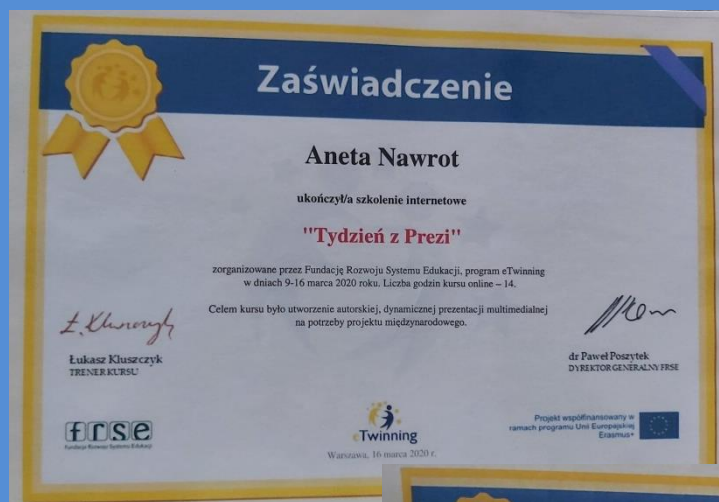 Zaświadczenie
Aneta Nawrot
ukończył/a szkolenie internetowe
"Tydzień z Prezi"
zorganizowane przez Fundację Rozwoju Systemu Edukacji, program eTwinning
w dniach 9-16 marca 2020 roku. Liczba godzin kursu online – 14.
Celem kursu było utworzenie autorskiej, dynamicznej prezentacji multimedialnej
na potrzeby projektu międzynarodowego.
Łukasz Kluszczyk
TRENER KURSU
dr Paweł Poszytek
DYREKTOR GENERALNY FRSE
frse
Fundacja Rozwoju Systemu Edukacji
eTwinning
Warszawa, 16 marca 2020 r.
Projekt współfinansowany w
ramach programu Unii Europejskiej
Erasmus+